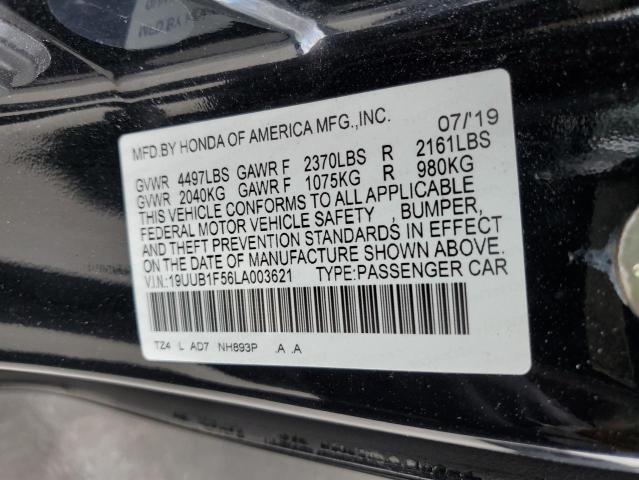 MFD.BY HONDA OF AMERICA MFG.,INC. 07/'19
GVWR 4497LBS GAWR F 2370LBS R 2161LBS
GVWR 2040KG GAWR F 1075KG R 980KG
THIS VEHICLE CONFORMS TO ALL APPLICABLE
FEDERAL MOTOR VEHICLE SAFETY , BUMPER,
AND THEFT PREVENTION STANDARDS IN EFFECT
ON THE DATE OF MANUFACTURE SHOWN ABOVE.
V.I.N.:19UUB1F56LA003621 TYPE:PASSENGER CAR
TZ4 L AD7 NH893P .A .A